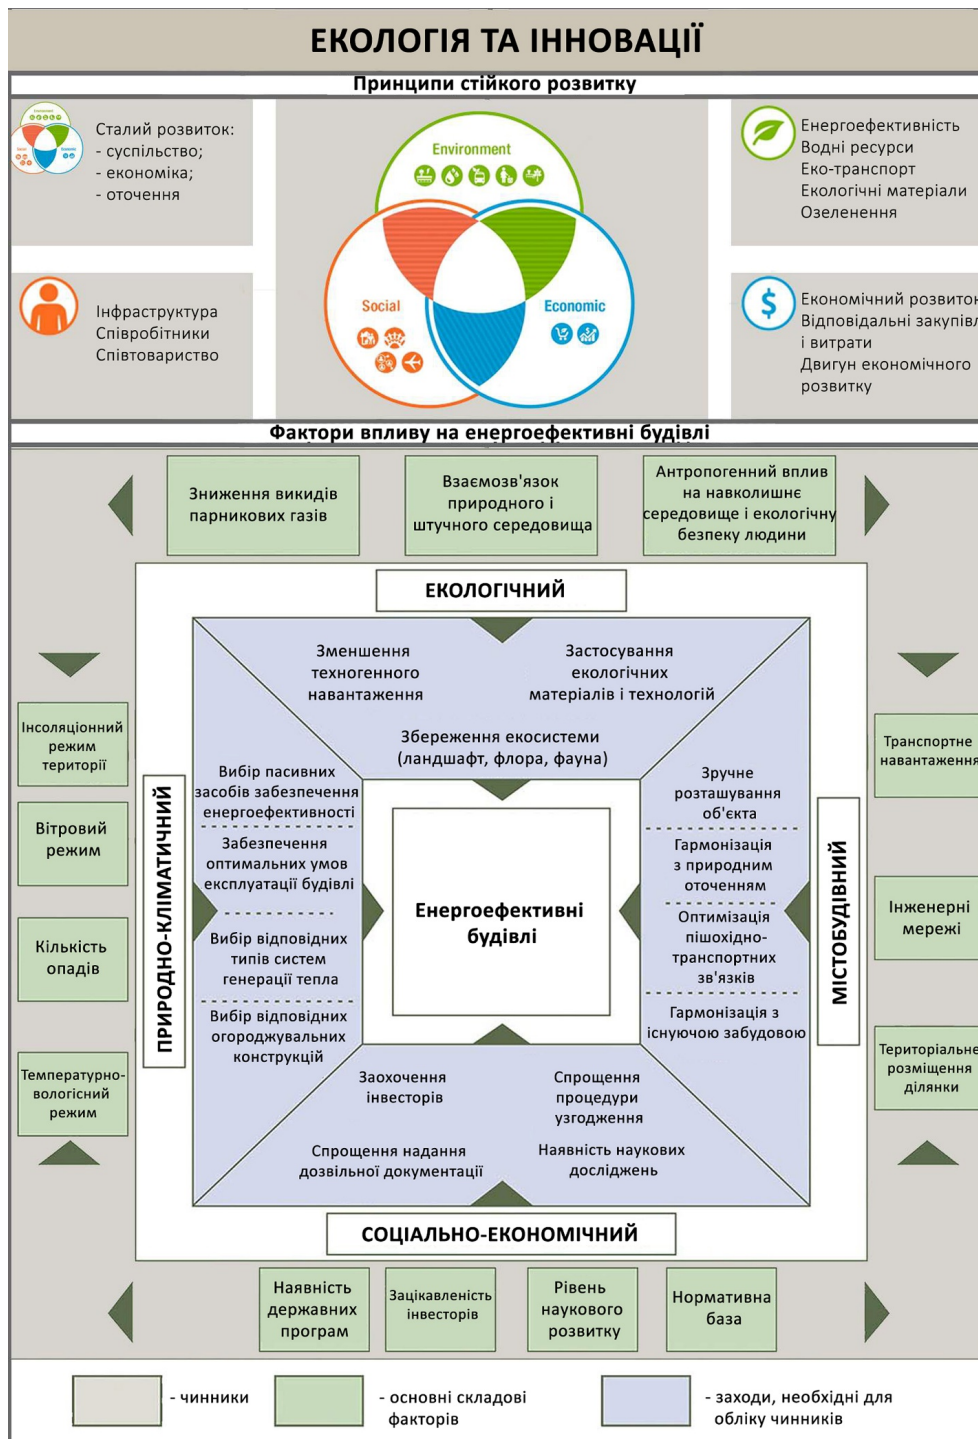 ЕКОЛОГІЯ ТА ІННОВАЦІЇ
Принципи стійкого розвитку
Сталий розвиток:
- суспільство;
- економіка;
- оточення
Environment
Social
Economic
Енергоефективність
Водні ресурси
Еко-транспорт
Екологічні матеріали
Озеленення
Інфраструктура
Співробітники
Співтовариство
$
Економічний розвиток
Відповідальні закупівл
і витрати
Двигун економічного
розвитку
Фактори впливу на енергоефективні будівлі
Зниження викидів
парникових газів
Взаємозв'язок
природного і
штучного середовища
Антропогенний вплив
на навколишнє
середовище і екологічну
безпеку людини
ЕКОЛОГІЧНИЙ
Зменшення
техногенного
навантаження
Застосування
екологічних
матеріалів і технологій
Збереження екосистеми
(ландшафт, флора, фауна)
Інсоляціонний
режим
території
Вітровий
режим
Кількість
опадів
Температурно-
вологісний
режим
ПРИРОДНО-КЛІМАТИЧНИЙ
Вибір пасивних
засобів забезпечення
енергоефективності
Забезпечення
оптимальних умов
експлуатації будівлі
Вибір відповідних
типів систем
генерації тепла
Вибір відповідних
огороджувальних
конструкцій
Енергоефективні
будівлі
Зручне
розташування
об'єкта
Гармонізація
з природним
оточенням
Оптимізація
пішохідно-
транспортних
зв'язків
Гармонізація з
існуючою забудовою
МІСТОБУДІВНИЙ
Транспортне
навантаження
Інженерні
мережі
Територіальне
розміщення
ділянки
Заохочення
інвесторів
Спрощення
процедури
узгодження
Спрощення надання
дозвільної документації
Наявність наукових
досліджень
СОЦІАЛЬНО-ЕКОНОМІЧНИЙ
Наявність
державних
програм
Зацікавленість
інвесторів
Рівень
наукового
розвитку
Нормативна
база
- чинники
- основні складові
факторів
- заходи, необхідні для
обліку чинників